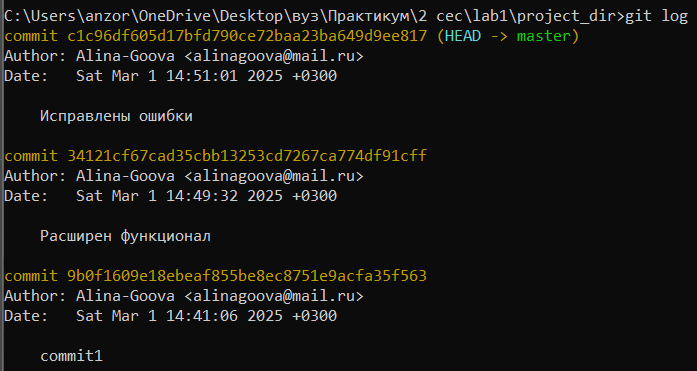 C:\Users\anzor\OneDrive\Desktop\вуз\Практикум\2 сес\lab1\project_dir>git log
commit c1c96df605d17bfd790ce72baa23ba649d9ee817 (HEAD -> master)
Author: Alina-Goova <alinagoova@mail.ru>
Date:   Sat Mar 1 14:51:01 2025 +0300
Исправлены ошибки
commit 34121cf67cad35cbb13253cd7267ca774df91cff
Author: Alina-Goova <alinagoova@mail.ru>
Date:   Sat Mar 1 14:49:32 2025 +0300
Расширен функционал
commit 9b0f1609e18ebeaf855be8ec8751e9acfa35f563
Author: Alina-Goova <alinagoova@mail.ru>
Date:   Sat Mar 1 14:41:06 2025 +0300
commit1